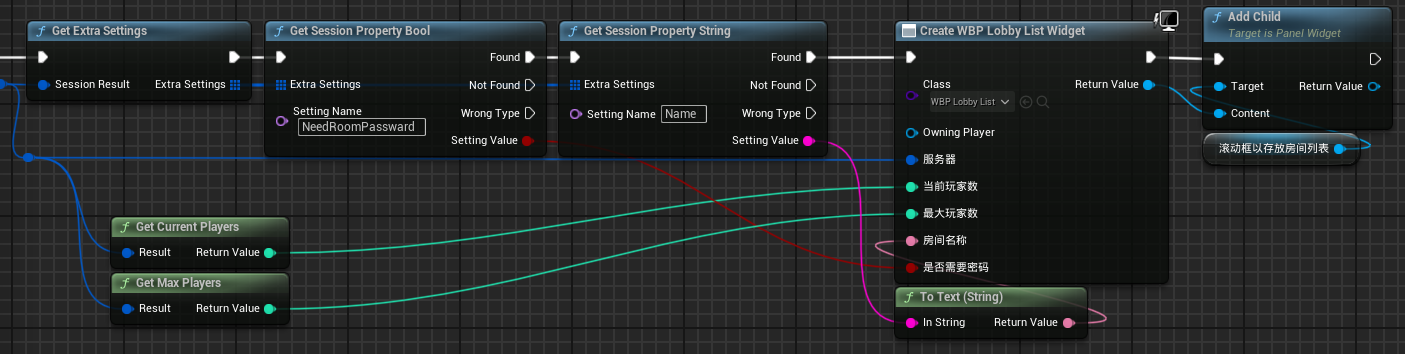 Get Extra Settings
Session Result
Extra Settings
Get Session Property Bool
Found
Extra Settings
Not Found
Setting Name
NeedRoomPassward
Wrong Type
Setting Value
Get Session Property String
Found
Extra Settings
Not Found
Setting Name
Name
Wrong Type
Setting Value
Create WBP Lobby List Widget
Class
WBP Lobby List
Return Value
Owning Player
服务器
当前玩家数
最大玩家数
房间名称
是否需要密码
Add Child
Target is Panel Widget
Target
Return Value
Content
滚动框以存放房间列表
Get Current Players
Result
Return Value
Get Max Players
Result
Return Value
To Text (String)
In String
Return Value